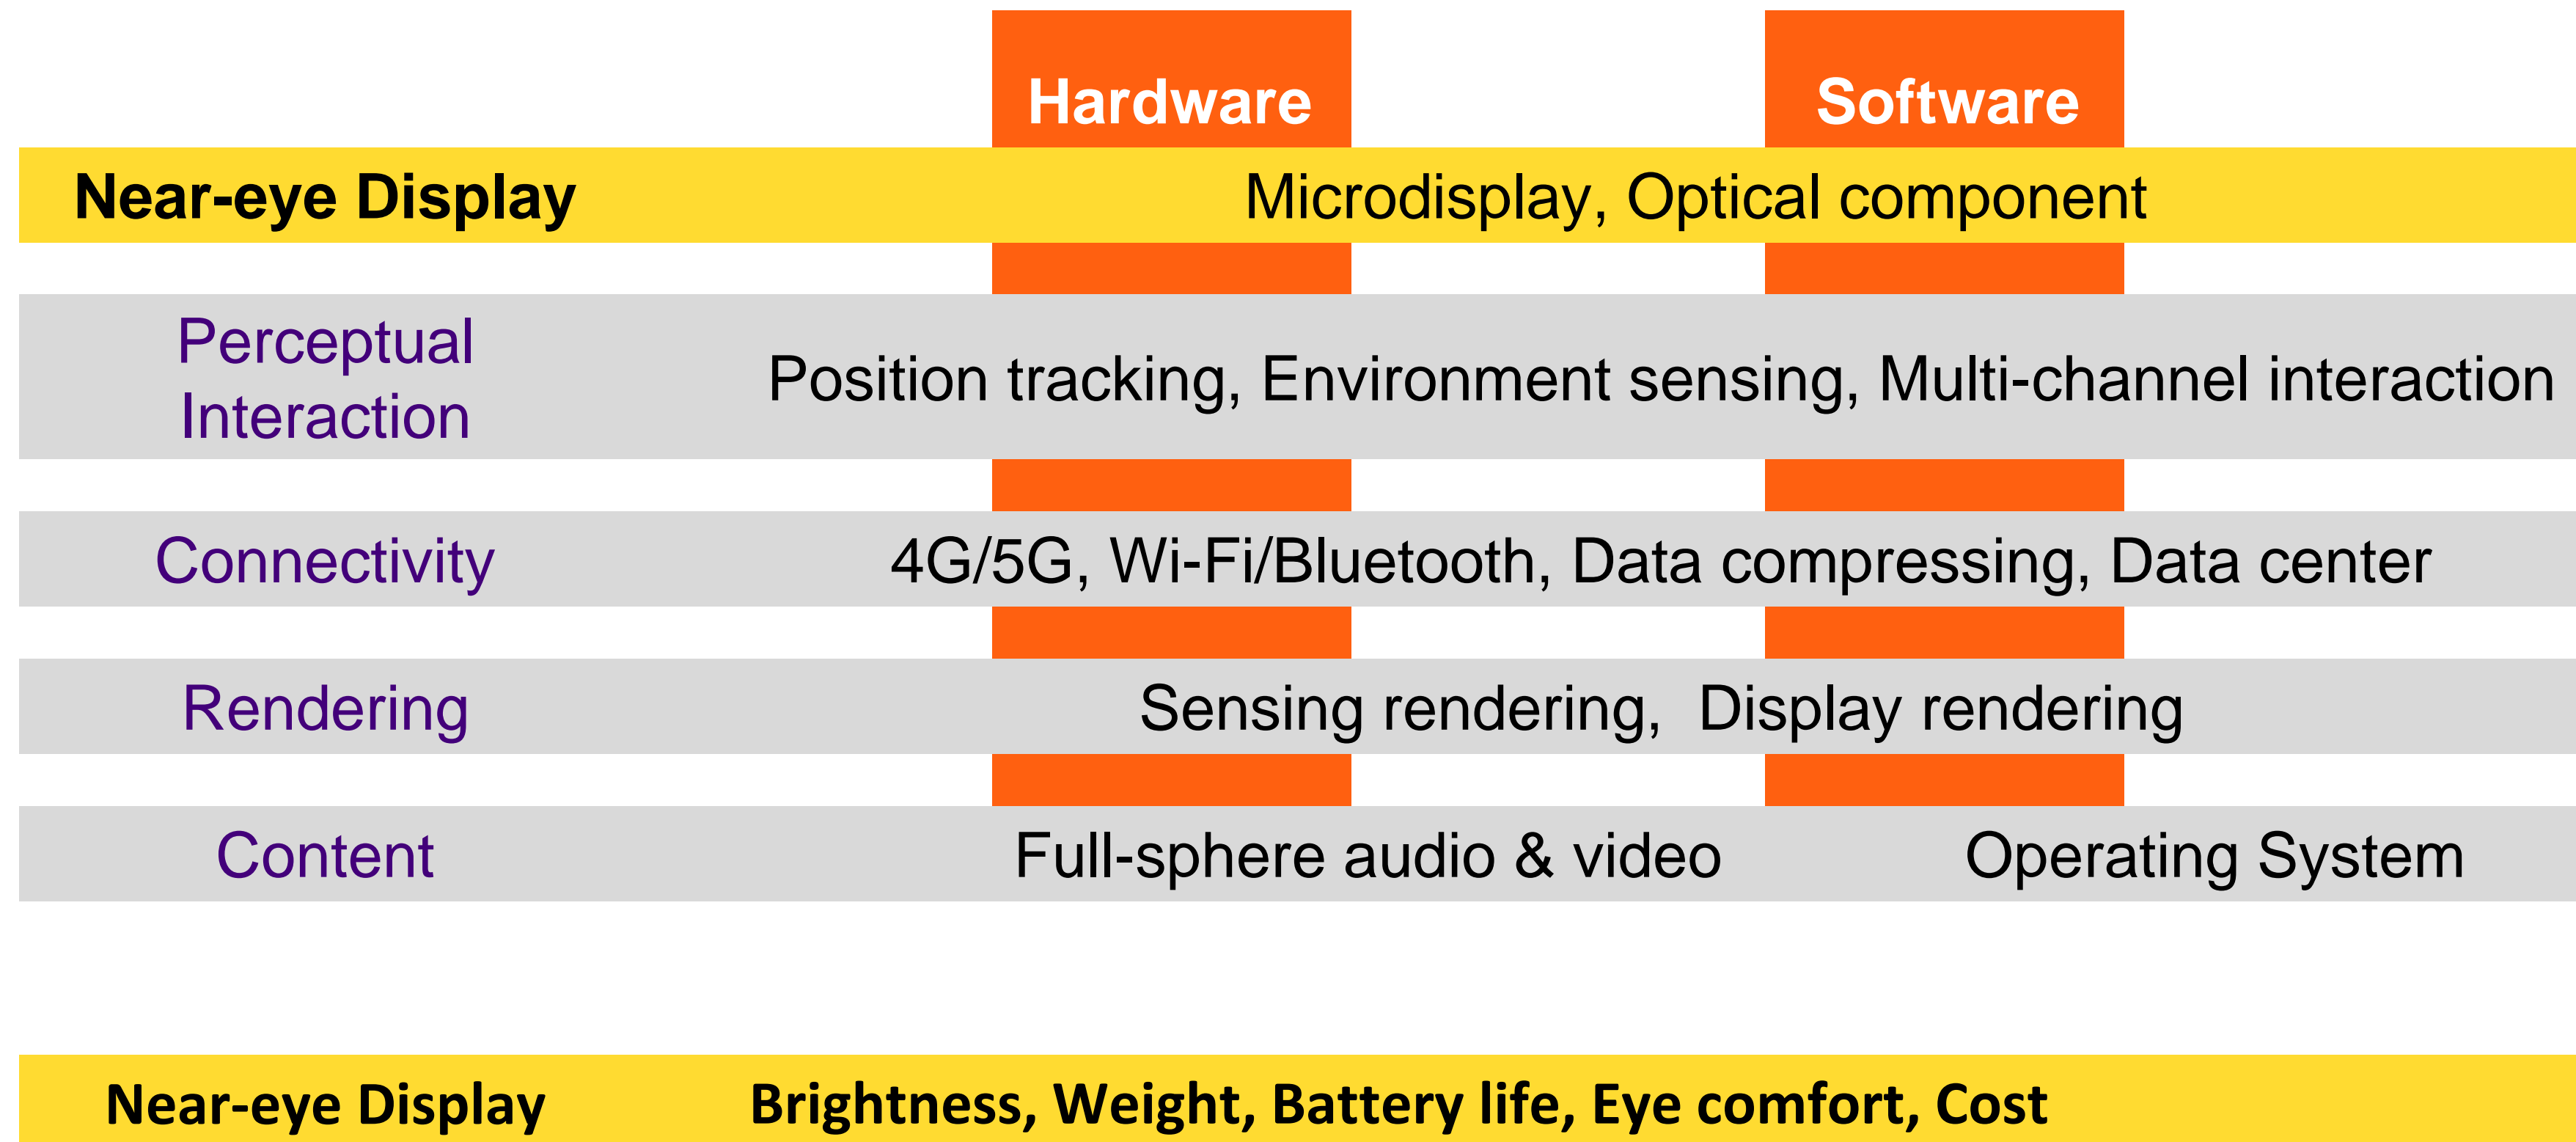 Hardware Software
Near-eye Display Microdisplay, Optical component
Perceptual
Interaction
Position tracking, Environment sensing, Multi-channel interaction
Connectivity 4G/5G, Wi-Fi/Bluetooth, Data compressing, Data center
Rendering Sensing rendering, Display rendering
Content Full-sphere audio & video Operating System
Near-eye Display Brightness, Weight, Battery life, Eye comfort, Cost